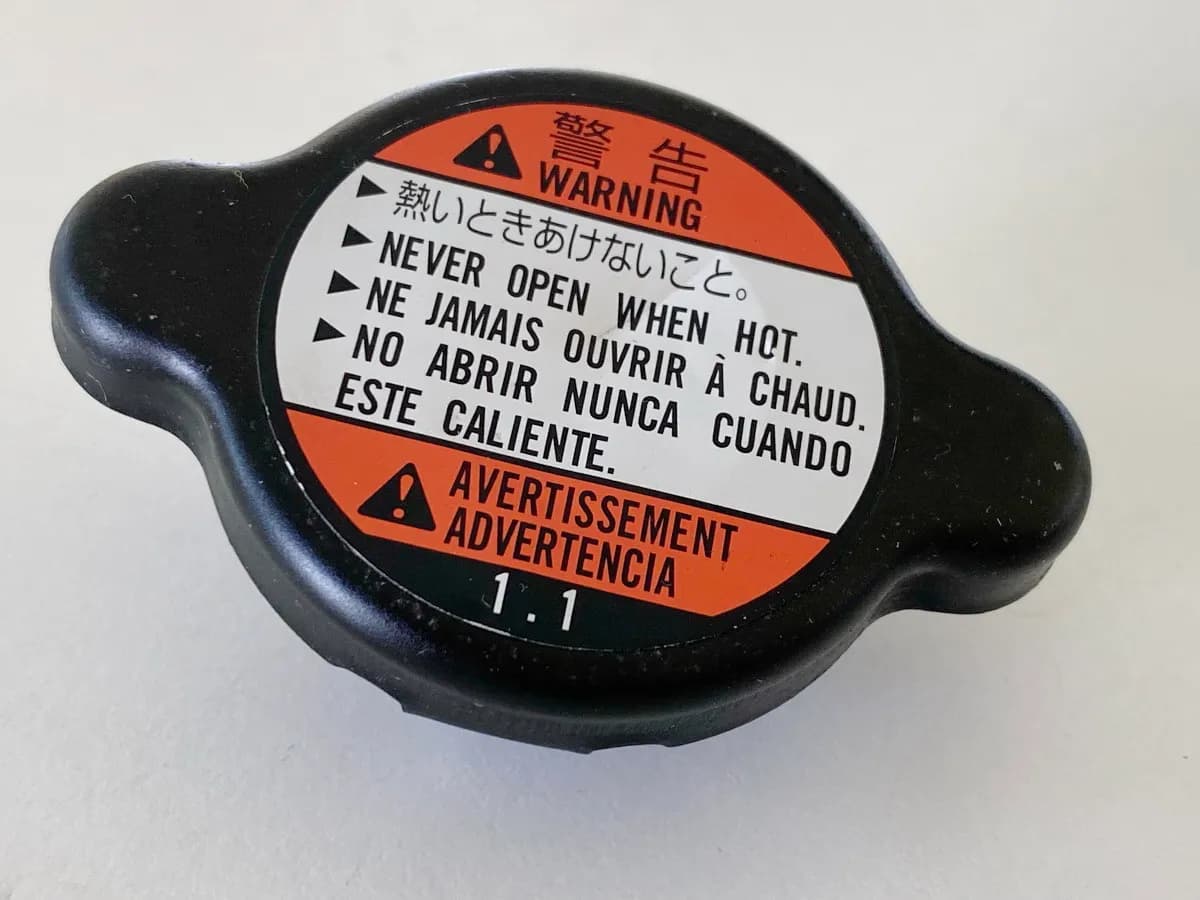 警告
WARNING
▶ 熱いときあけないこと。
▶ NEVER OPEN WHEN HOT.
▶ NE JAMAIS OUVRIR À CHAUD.
▶ NO ABRIR NUNCA CUANDO
ESTE CALIENTE.
AVERTISSEMENT
ADVERTENCIA
1.1